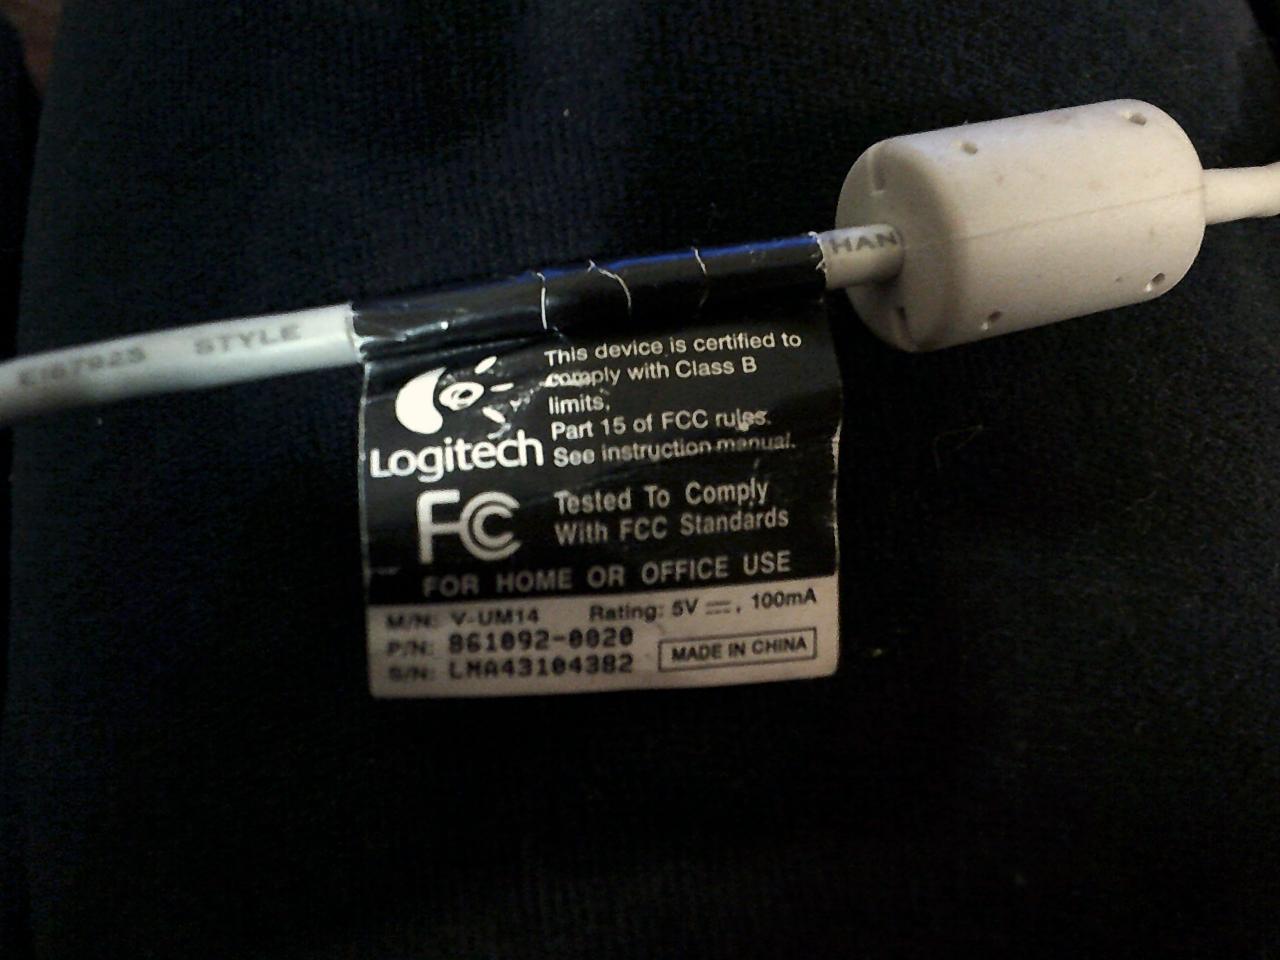 STYLE
HAN
Logitech
This device is certified to
comply with Class B
limits,
Part 15 of FCC rules.
See instruction manual.
FC
Tested To Comply
With FCC Standards
FOR HOME OR OFFICE USE
M/N: V-UM14 Rating: 5V ⎓, 100mA
P/N: 861092-0020
S/N: LMA43104382
MADE IN CHINA